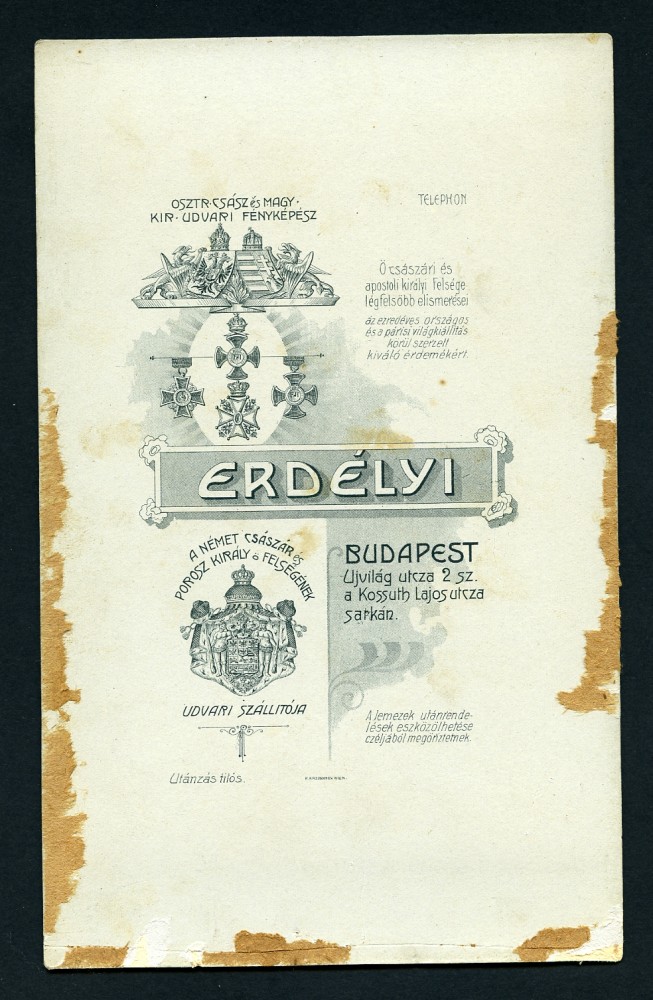 OSZTR·CSÁSZ és MAGY·
KIR·UDVARI FÉNYKÉPÉSZ
TELEPHON
Ő császári és
apostoli királyi Felsége
légfelsőbb elismerései
az ezredéves országos
és a párisi világkiállítás
körül szerzett
kiváló érdemekért.
ERDÉLYI
A NÉMET CSÁSZÁR és
POROSZ KIRÁLY ő FELSÉGÉNEK
UDVARI SZÁLLITÓJA
BUDAPEST
Ujvilág utcza 2 sz.
a Kossuth Lajos utcza
sarkán.
A lemezek utánrende-
lések eszközölhetése
czéljából megőriztetnek.
Utánzás tilós.